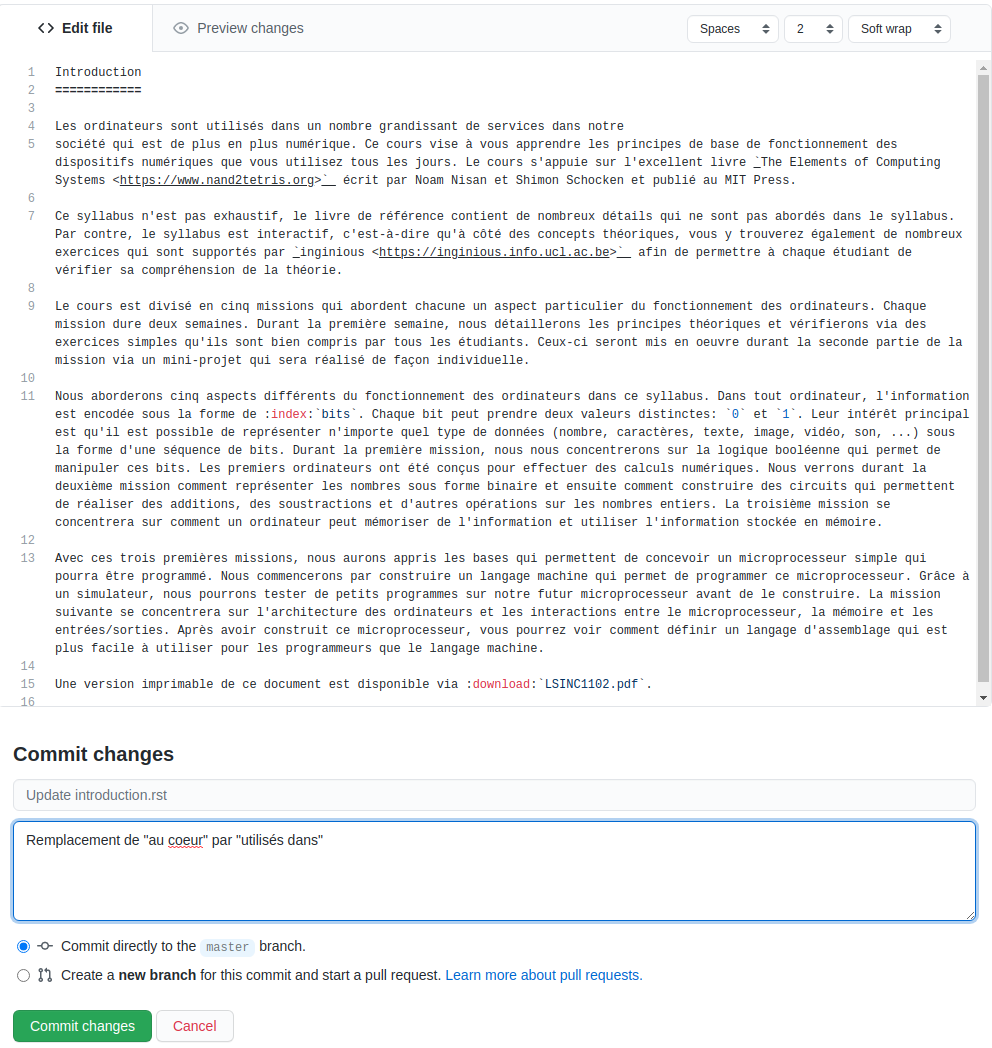 <> Edit file Preview changes Spaces 2 Soft wrap
1 Introduction
2 ============
3
4 Les ordinateurs sont utilisés dans un nombre grandissant de services dans notre
5 société qui est de plus en plus numérique. Ce cours vise à vous apprendre les principes de base de fonctionnement des
dispositifs numériques que vous utilisez tous les jours. Le cours s'appuie sur l'excellent livre `The Elements of Computing
Systems <https://www.nand2tetris.org>`_ écrit par Noam Nisan et Shimon Schocken et publié au MIT Press.
6
7 Ce syllabus n'est pas exhaustif, le livre de référence contient de nombreux détails qui ne sont pas abordés dans le syllabus.
Par contre, le syllabus est interactif, c'est-à-dire qu'à côté des concepts théoriques, vous y trouverez également de nombreux
exercices qui sont supportés par `inginious <https://inginious.info.ucl.ac.be>`_ afin de permettre à chaque étudiant de
vérifier sa compréhension de la théorie.
8
9 Le cours est divisé en cinq missions qui abordent chacune un aspect particulier du fonctionnement des ordinateurs. Chaque
mission dure deux semaines. Durant la première semaine, nous détaillerons les principes théoriques et vérifierons via des
exercices simples qu'ils sont bien compris par tous les étudiants. Ceux-ci seront mis en oeuvre durant la seconde partie de la
mission via un mini-projet qui sera réalisé de façon individuelle.
10
11 Nous aborderons cinq aspects différents du fonctionnement des ordinateurs dans ce syllabus. Dans tout ordinateur, l'information
est encodée sous la forme de :index:`bits`. Chaque bit peut prendre deux valeurs distinctes: `0` et `1`. Leur intérêt principal
est qu'il est possible de représenter n'importe quel type de données (nombre, caractères, texte, image, vidéo, son, ...) sous
la forme d'une séquence de bits. Durant la première mission, nous nous concentrerons sur la logique booléenne qui permet de
manipuler ces bits. Les premiers ordinateurs ont été conçus pour effectuer des calculs numériques. Nous verrons durant la
deuxième mission comment représenter les nombres sous forme binaire et ensuite comment construire des circuits qui permettent
de réaliser des additions, des soustractions et d'autres opérations sur les nombres entiers. La troisième mission se
concentrera sur comment un ordinateur peut mémoriser de l'information et utiliser l'information stockée en mémoire.
12
13 Avec ces trois premières missions, nous aurons appris les bases qui permettent de concevoir un microprocesseur simple qui
pourra être programmé. Nous commencerons par construire un langage machine qui permet de programmer ce microprocesseur. Grâce à
un simulateur, nous pourrons tester de petits programmes sur notre futur microprocesseur avant de le construire. La mission
suivante se concentrera sur l'architecture des ordinateurs et les interactions entre le microprocesseur, la mémoire et les
entrées/sorties. Après avoir construit ce microprocesseur, vous pourrez voir comment définir un langage d'assemblage qui est
plus facile à utiliser pour les programmeurs que le langage machine.
14
15 Une version imprimable de ce document est disponible via :download:`LSINC1102.pdf`.
16
Commit changes
Update introduction.rst
Remplacement de "au coeur" par "utilisés dans"
Commit directly to the master branch.
Create a new branch for this commit and start a pull request. Learn more about pull requests.
Commit changes Cancel